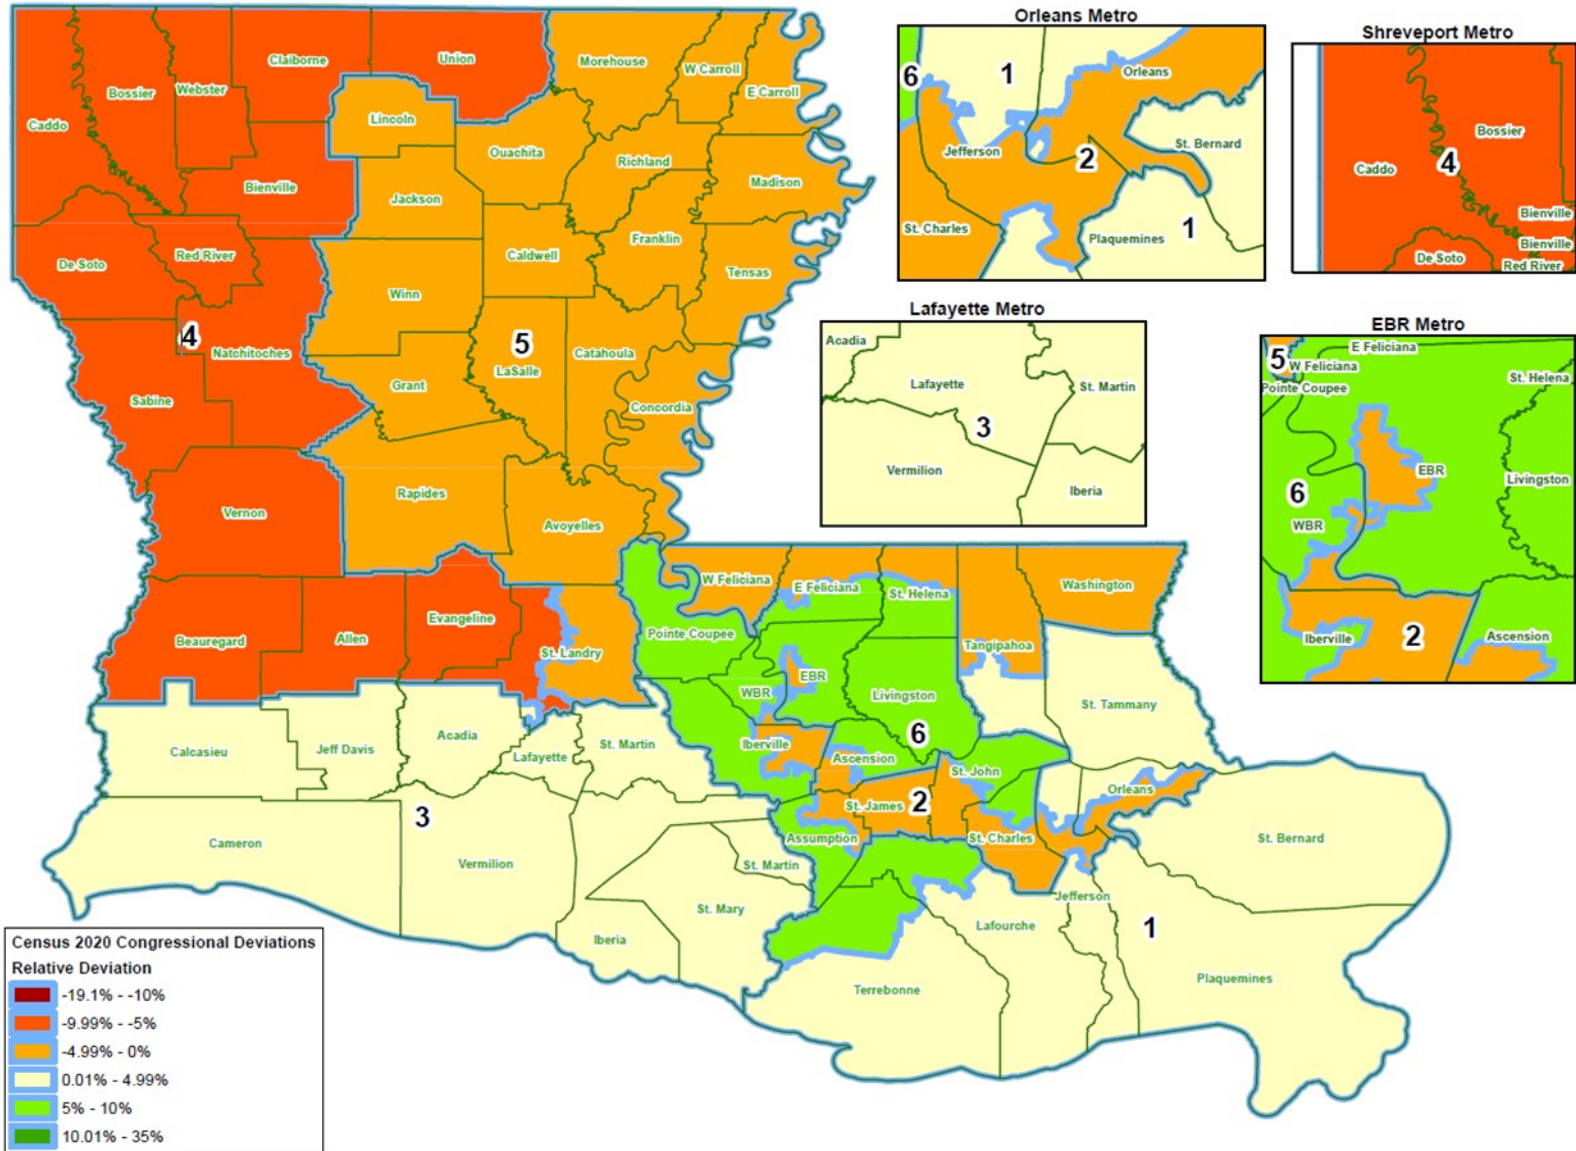 Orleans Metro
Shreveport Metro
Claiborne
Union
Morehouse
W Carroll
E Carroll
Bossier
Webster
Caddo
Lincoln
Ouachita
Richland
Madison
Bienville
Jackson
Franklin
Caldwell
Tensas
De Soto
Red River
Winn
4
Natchitoches
5
LaSalle
Catahoula
Grant
Concordia
Sabine
Vernon
Rapides
Avoyelles
Beauregard
Allen
Evangeline
St. Landry
W Feliciana
E Feliciana
St. Helena
Washington
Pointe Coupee
Tangipahoa
WBR
EBR
Livingston
St. Tammany
6
Calcasieu
Jeff Davis
Acadia
Lafayette
St. Martin
Iberville
Ascension
St. John
Orleans
St. James
2
3
Cameron
Vermilion
Assumption
St. Charles
St. Bernard
St. Martin
Jefferson
St. Mary
Iberia
Lafourche
1
Plaquemines
Terrebonne
6
1
Orleans
Jefferson
2
St. Bernard
St. Charles
Plaquemines
1
Bossier
Caddo
4
Bienville
Bienville
De Soto
Red River
Lafayette Metro
Acadia
Lafayette
St. Martin
3
Vermilion
Iberia
EBR Metro
5
E Feliciana
W Feliciana
St. Helena
Pointe Coupee
EBR
Livingston
6
WBR
Iberville
2
Ascension
Census 2020 Congressional Deviations
Relative Deviation
-19.1% - -10%
-9.99% - -5%
-4.99% - 0%
0.01% - 4.99%
5% - 10%
10.01% - 35%